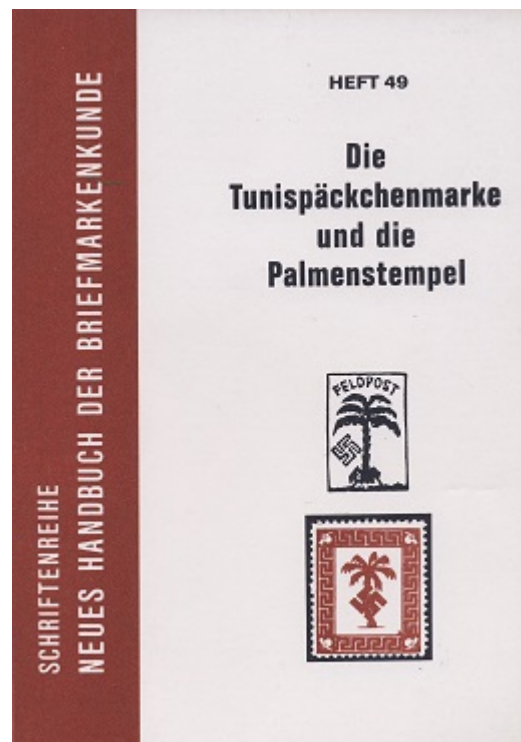 SCHRIFTENREIHE
NEUES HANDBUCH DER BRIEFMARKENKUNDE
HEFT 49
Die
Tunispäckchenmarke
und die
Palmenstempel
FELDPOST